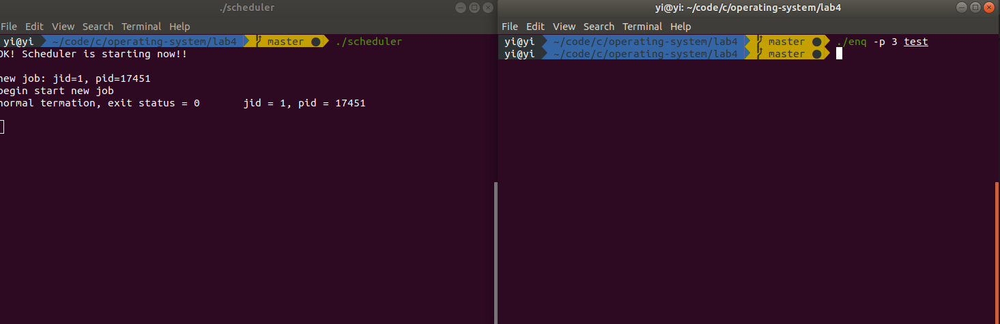 ./scheduler
File Edit View Search Terminal Help
yi@yi ~/code/c/operating-system/lab4 master ● ./scheduler
OK! Scheduler is starting now!!
new job: jid=1, pid=17451
begin start new job
normal termation, exit status = 0 jid = 1, pid = 17451
yi@yi: ~/code/c/operating-system/lab4
File Edit View Search Terminal Help
yi@yi ~/code/c/operating-system/lab4 master ● ./enq -p 3 test
yi@yi ~/code/c/operating-system/lab4 master ●